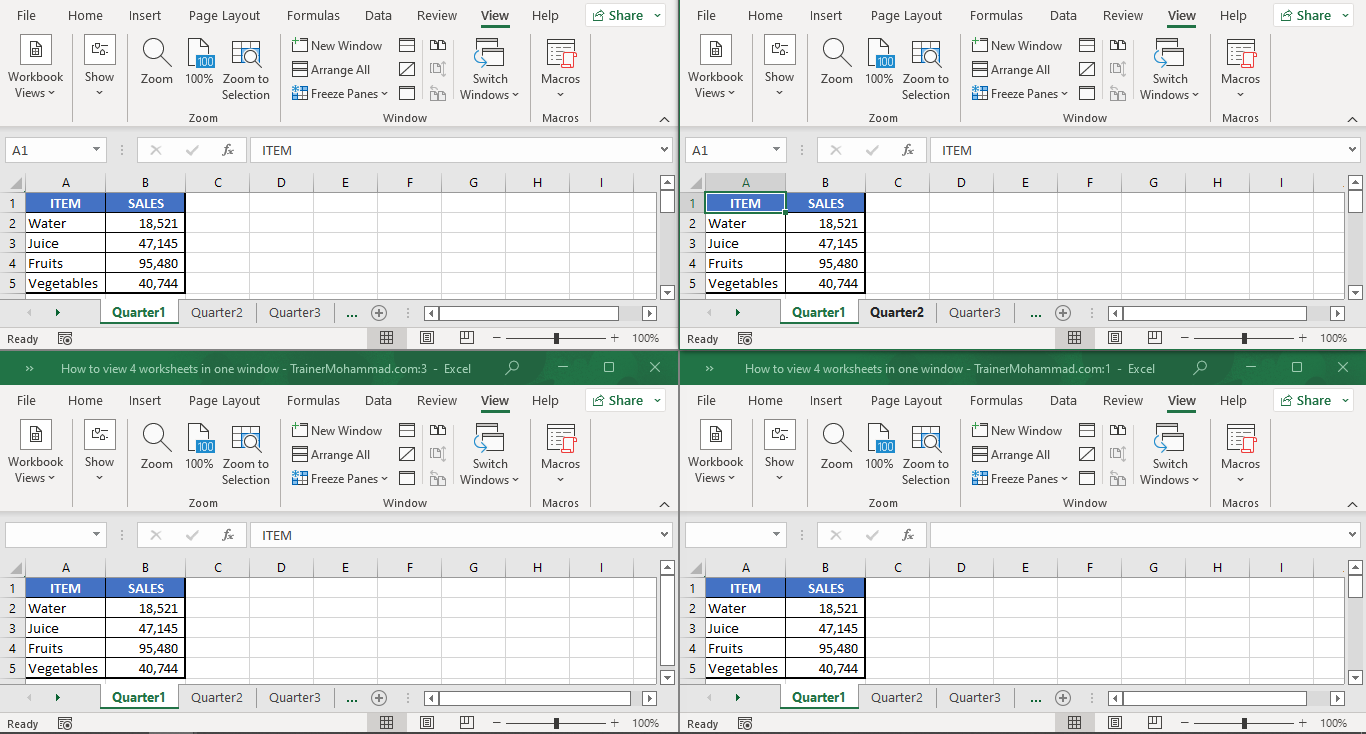 File Home Insert Page Layout Formulas Data Review View Help Share
Workbook Views Show Zoom 100 100% Zoom to Selection New Window Arrange All Freeze Panes Switch Windows Macros
Zoom Window Macros
A1 fx ITEM
A B C D E F G H I
1 ITEM SALES
2 Water 18,521
3 Juice 47,145
4 Fruits 95,480
5 Vegetables 40,744
Quarter1 Quarter2 Quarter3 ...
Ready 100%
File Home Insert Page Layout Formulas Data Review View Help Share
Workbook Views Show Zoom 100 100% Zoom to Selection New Window Arrange All Freeze Panes Switch Windows Macros
Zoom Window Macros
A1 fx ITEM
A B C D E F G H I
1 ITEM SALES
2 Water 18,521
3 Juice 47,145
4 Fruits 95,480
5 Vegetables 40,744
Quarter1 Quarter2 Quarter3 ...
Ready 100%
» How to view 4 worksheets in one window - TrainerMohammad.com:3 - Excel
File Home Insert Page Layout Formulas Data Review View Help Share
Workbook Views Show Zoom 100 100% Zoom to Selection New Window Arrange All Freeze Panes Switch Windows Macros
Zoom Window Macros
fx ITEM
A B C D E F G H I
1 ITEM SALES
2 Water 18,521
3 Juice 47,145
4 Fruits 95,480
5 Vegetables 40,744
Quarter1 Quarter2 Quarter3 ...
Ready 100%
» How to view 4 worksheets in one window - TrainerMohammad.com:1 - Excel
File Home Insert Page Layout Formulas Data Review View Help Share
Workbook Views Show Zoom 100 100% Zoom to Selection New Window Arrange All Freeze Panes Switch Windows Macros
Zoom Window Macros
fx
A B C D E F G H I
1 ITEM SALES
2 Water 18,521
3 Juice 47,145
4 Fruits 95,480
5 Vegetables 40,744
Quarter1 Quarter2 Quarter3 ...
Ready 100%